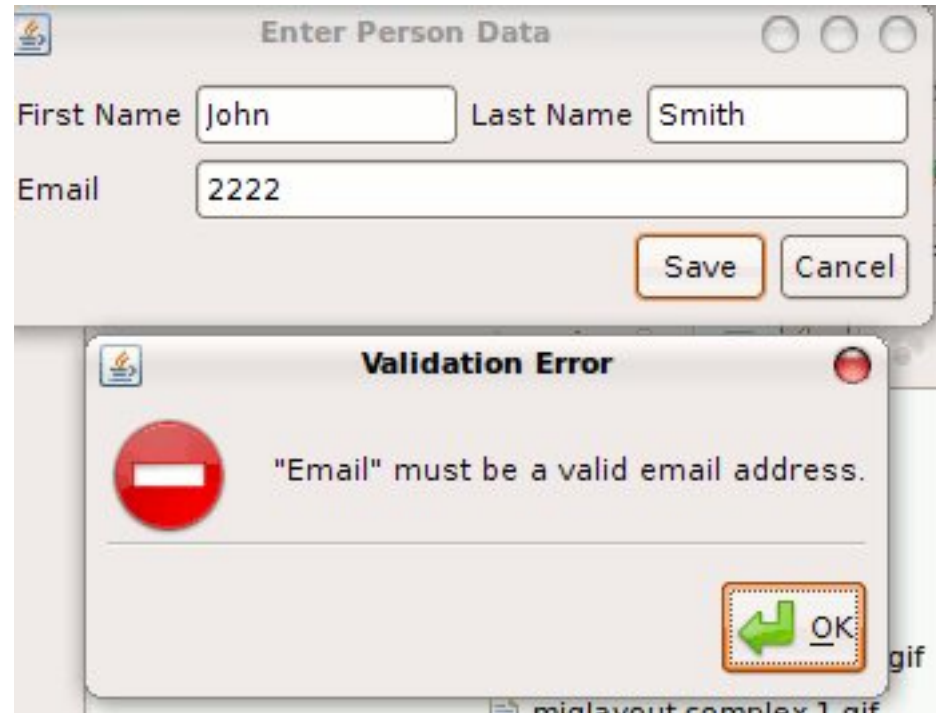 Enter Person Data
First Name John Last Name Smith
Email 2222
Save Cancel
Validation Error
"Email" must be a valid email address.
OK
gif
miglayout complex 1 gif